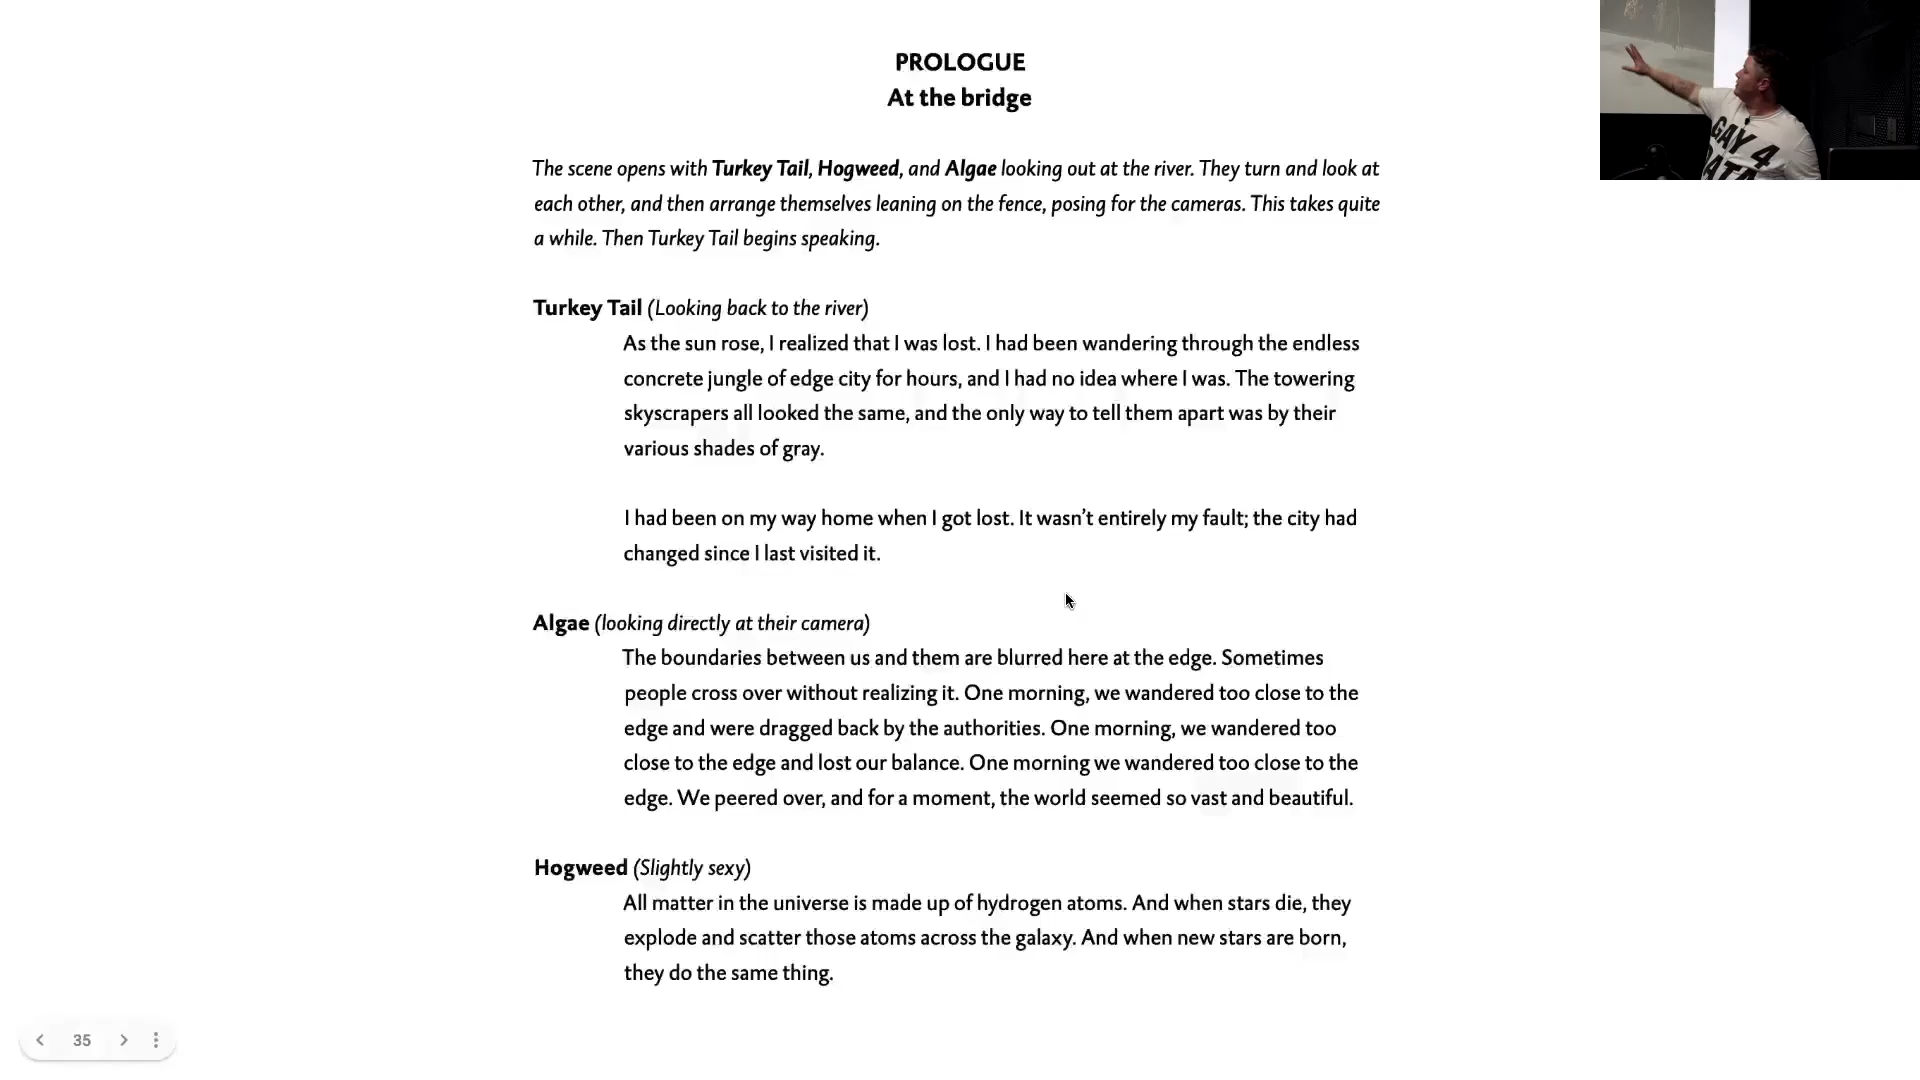 PROLOGUE
At the bridge
The scene opens with Turkey Tail, Hogweed, and Algae looking out at the river. They turn and look at
each other, and then arrange themselves leaning on the fence, posing for the cameras. This takes quite
a while. Then Turkey Tail begins speaking.
Turkey Tail (Looking back to the river)
As the sun rose, I realized that I was lost. I had been wandering through the endless
concrete jungle of edge city for hours, and I had no idea where I was. The towering
skyscrapers all looked the same, and the only way to tell them apart was by their
various shades of gray.
I had been on my way home when I got lost. It wasn’t entirely my fault; the city had
changed since I last visited it.
Algae (looking directly at their camera)
The boundaries between us and them are blurred here at the edge. Sometimes
people cross over without realizing it. One morning, we wandered too close to the
edge and were dragged back by the authorities. One morning, we wandered too
close to the edge and lost our balance. One morning we wandered too close to the
edge. We peered over, and for a moment, the world seemed so vast and beautiful.
Hogweed (Slightly sexy)
All matter in the universe is made up of hydrogen atoms. And when stars die, they
explode and scatter those atoms across the galaxy. And when new stars are born,
they do the same thing.
35
GAY 4
DATA